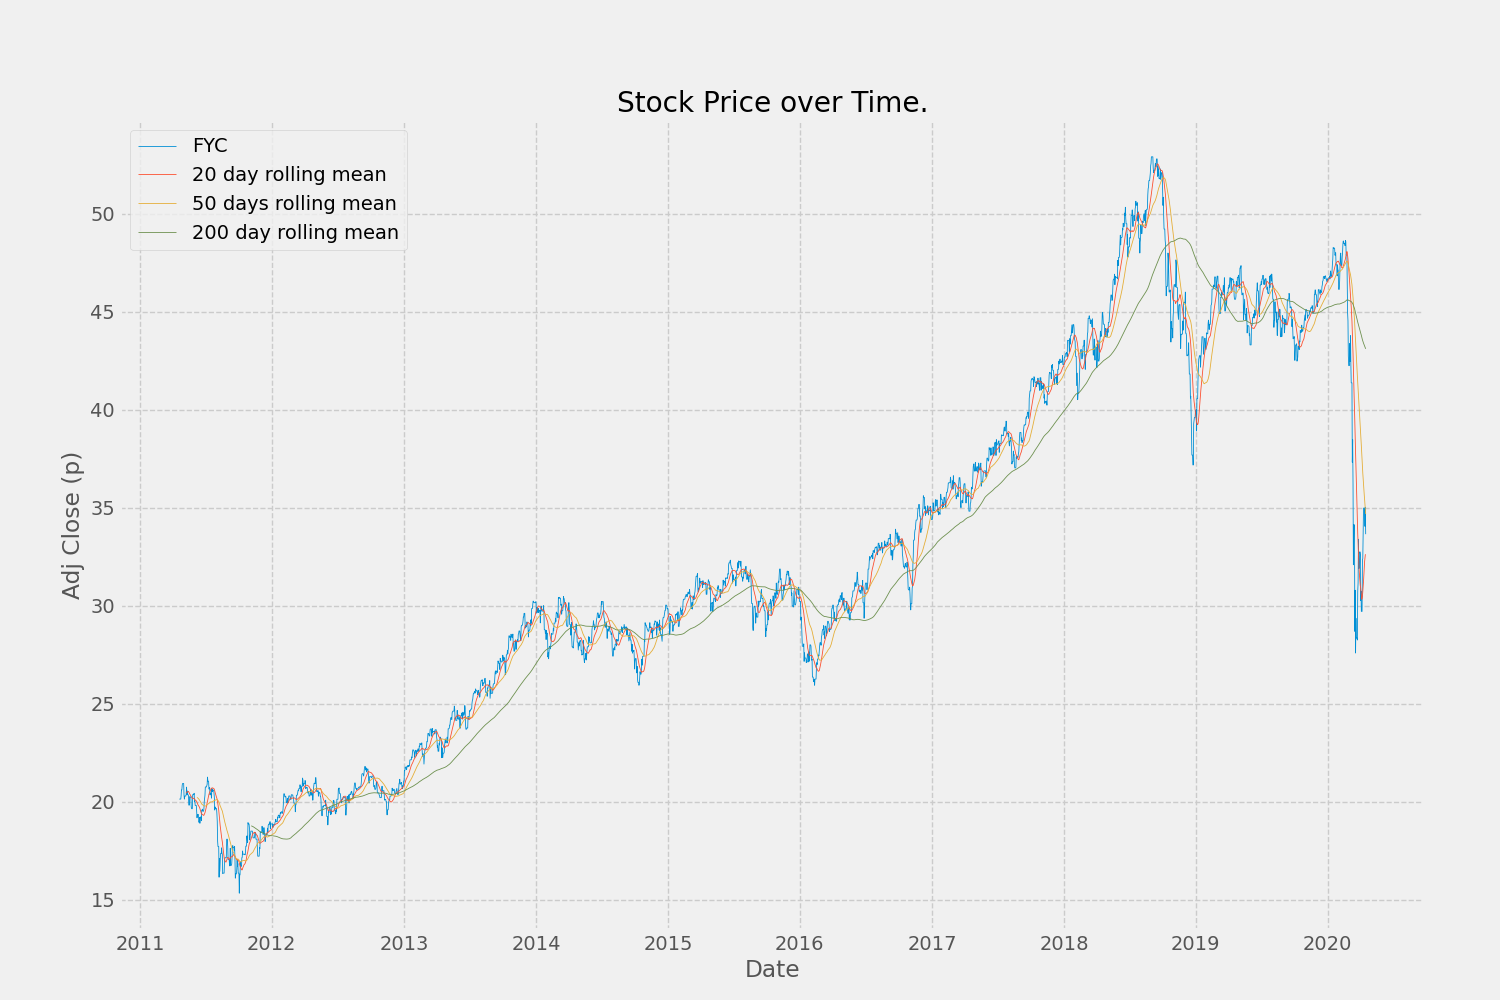 Stock Price over Time.
FYC
20 day rolling mean
50 days rolling mean
200 day rolling mean
Adj Close (p)
50
45
40
35
30
25
20
15
2011 2012 2013 2014 2015 2016 2017 2018 2019 2020
Date